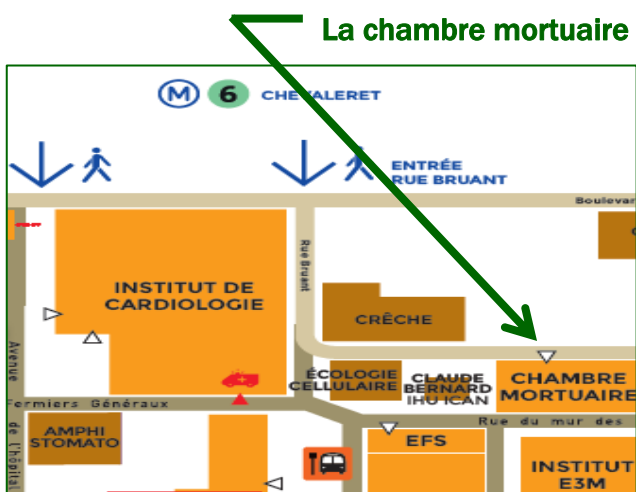 La chambre mortuaire
M 6 CHEVALERET
ENTRÉE
RUE BRUANT
Boulevar
Rue Bruant
INSTITUT DE
CARDIOLOGIE
CRÊCHE
Avenue
de l'hôpital
ÉCOLOGIE
CELLULAIRE
CLAUDE
BERNARD
IHU ICAN
CHAMBRE
MORTUAIRE
Fermiers Généraux
Rue du mur des
AMPHI
STOMATO
EFS
INSTITUT
E3M